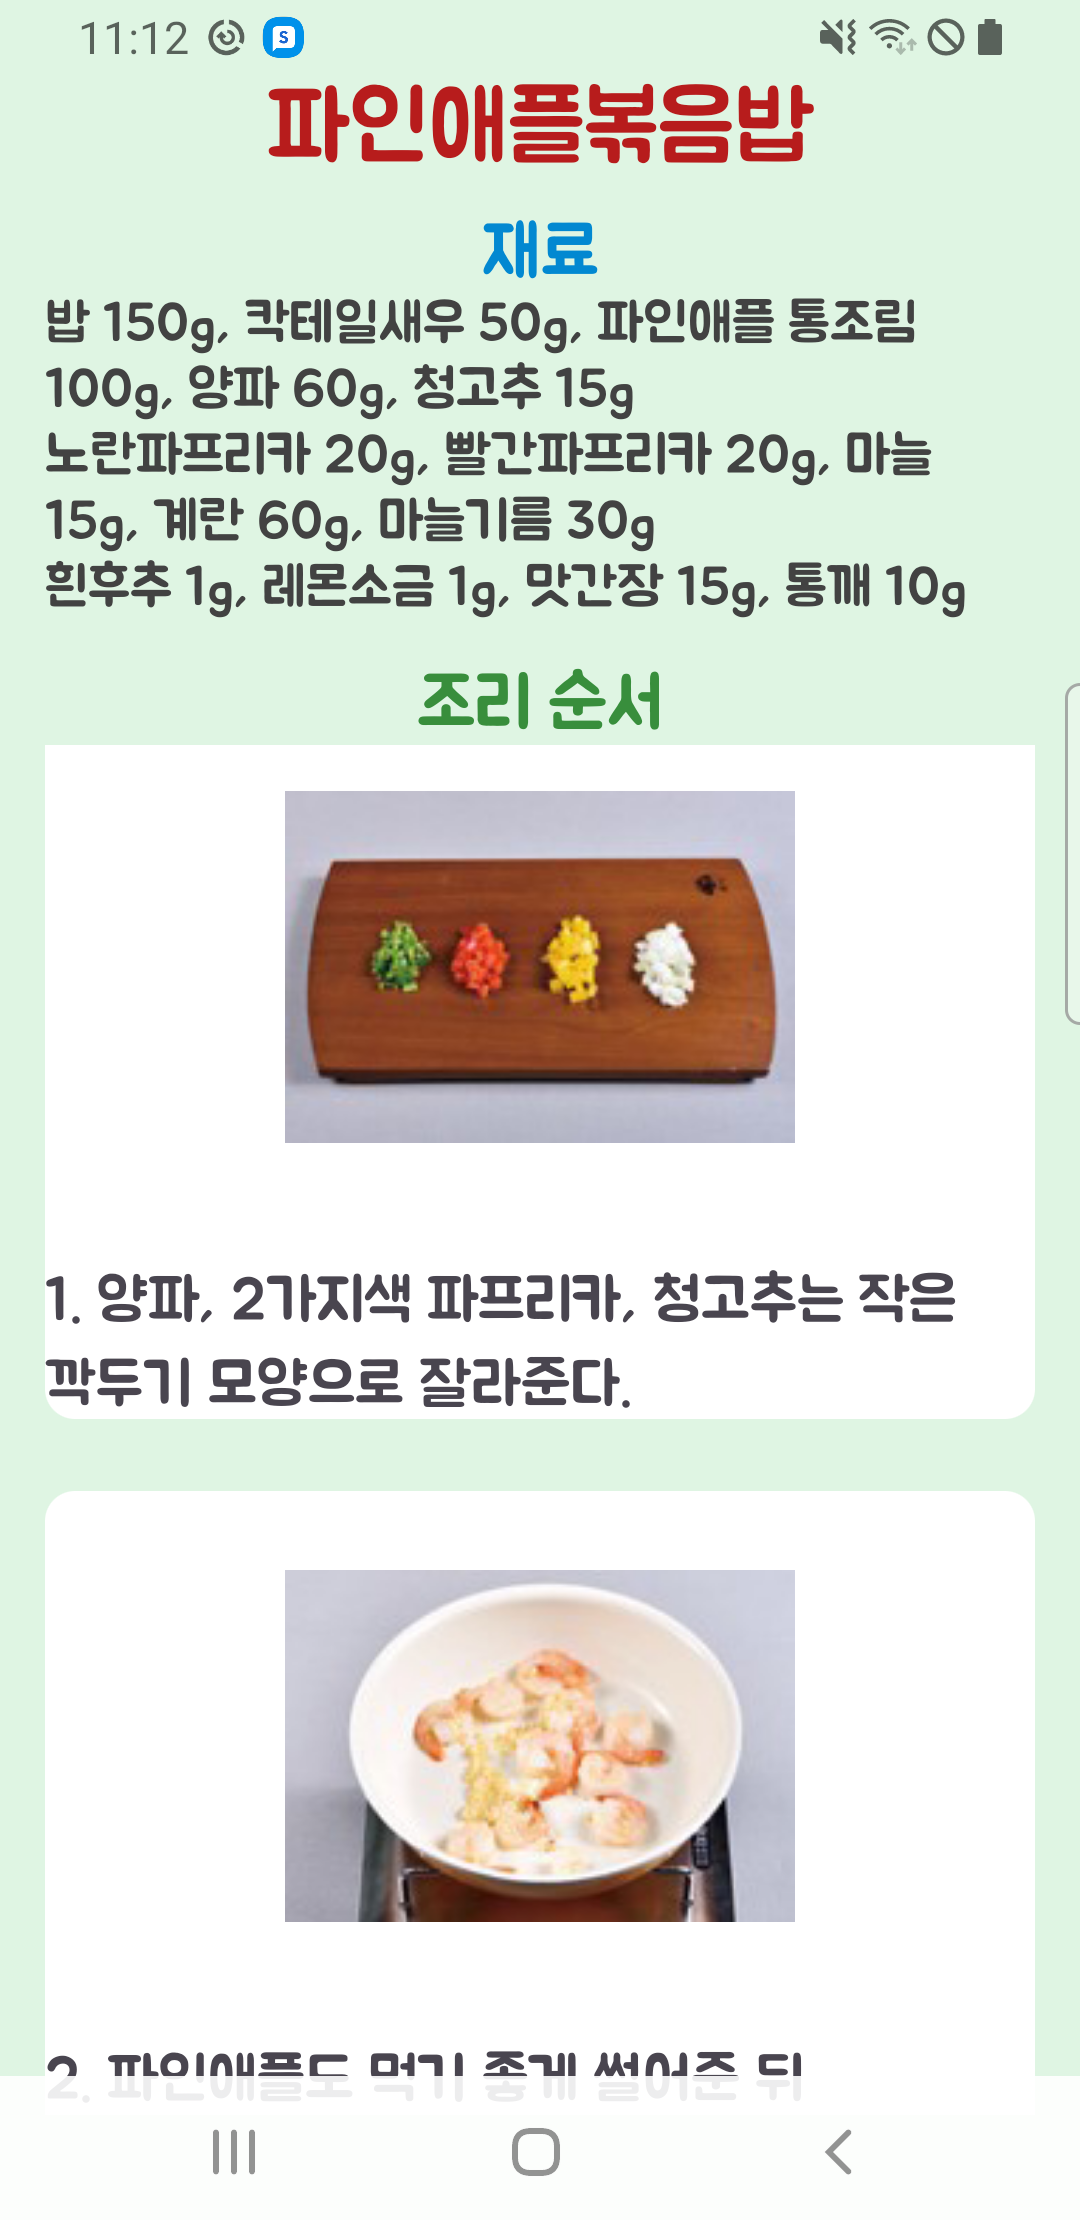 11:12
파인애플볶음밥
재료
밥 150g, 칵테일새우 50g, 파인애플 통조림
100g, 양파 60g, 청고추 15g
노란파프리카 20g, 빨간파프리카 20g, 마늘
15g, 계란 60g, 마늘기름 30g
흰후추 1g, 레몬소금 1g, 맛간장 15g, 통깨 10g
조리 순서
1. 양파, 2가지색 파프리카, 청고추는 작은
깍두기 모양으로 잘라준다.
2. 파인애플도 먹기 좋게 썰어준 뒤